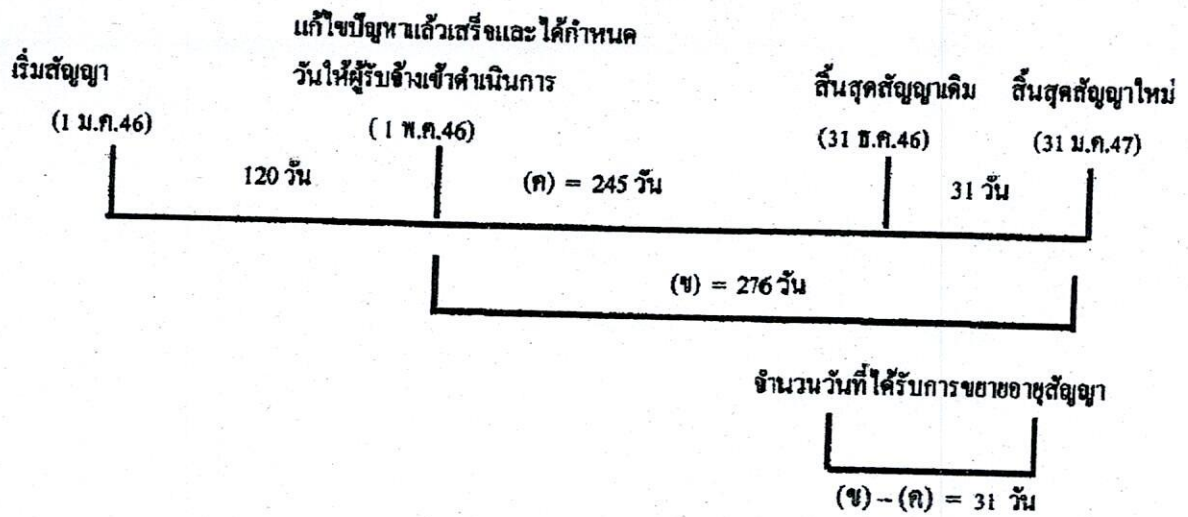 แก้ไขปัญหาแล้วเสร็จและได้กำหนด
เริ่มสัญญา วันให้ผู้รับจ้างเข้าดำเนินการ สิ้นสุดสัญญาเดิม สิ้นสุดสัญญาใหม่
(1 ม.ค.46) ( 1 พ.ค.46) (31 ธ.ค.46) (31 ม.ค.47)
120 วัน (ค) = 245 วัน 31 วัน
(ข) = 276 วัน
จำนวนวันที่ได้รับการขยายอายุสัญญา
(ข) – (ค) = 31 วัน